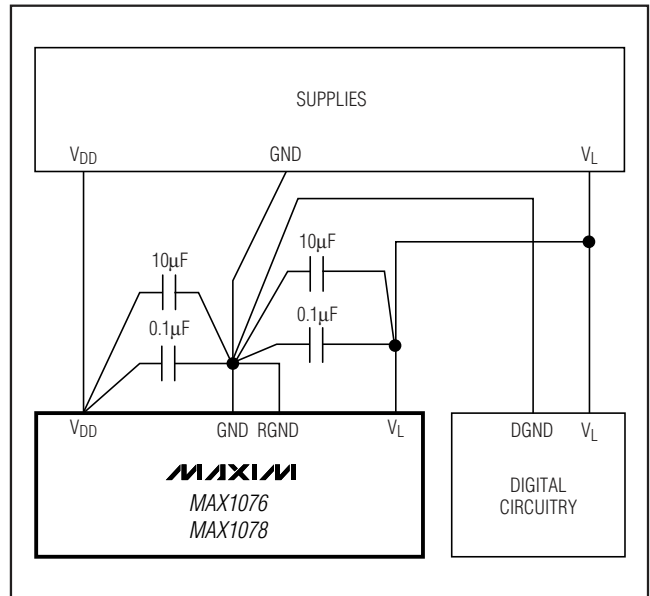 SUPPLIES
VDD GND VL
10µF 10µF
0.1µF 0.1µF
VDD GND RGND VL DGND VL
MAXIM
MAX1076
MAX1078
DIGITAL
CIRCUITRY